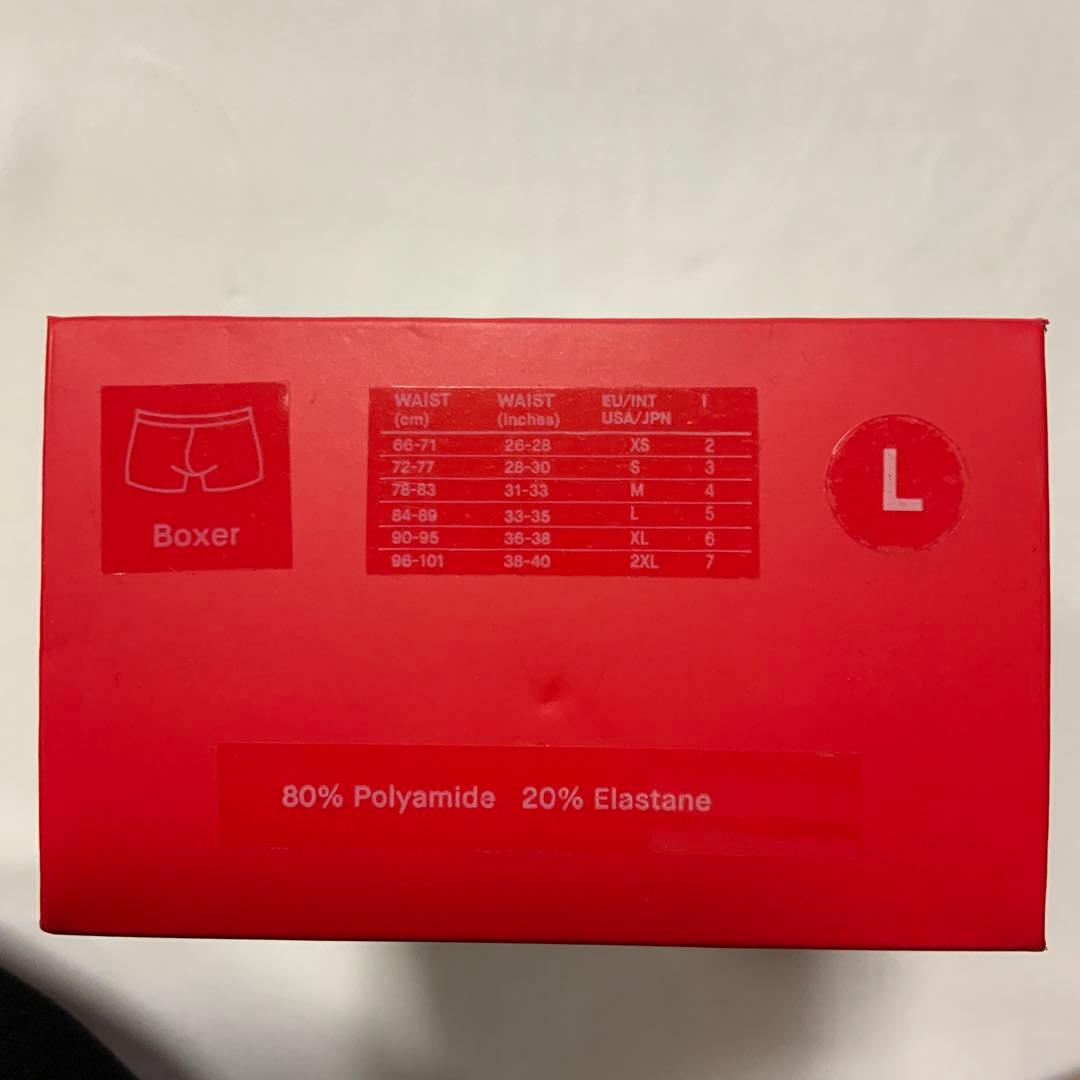 Boxer
WAIST (cm) WAIST (inches) EU/INT USA/JPN I
66-71 26-28 XS 2
72-77 28-30 S 3
78-83 31-33 M 4
84-89 33-35 L 5
90-95 36-38 XL 6
96-101 38-40 2XL 7
L
80% Polyamide 20% Elastane